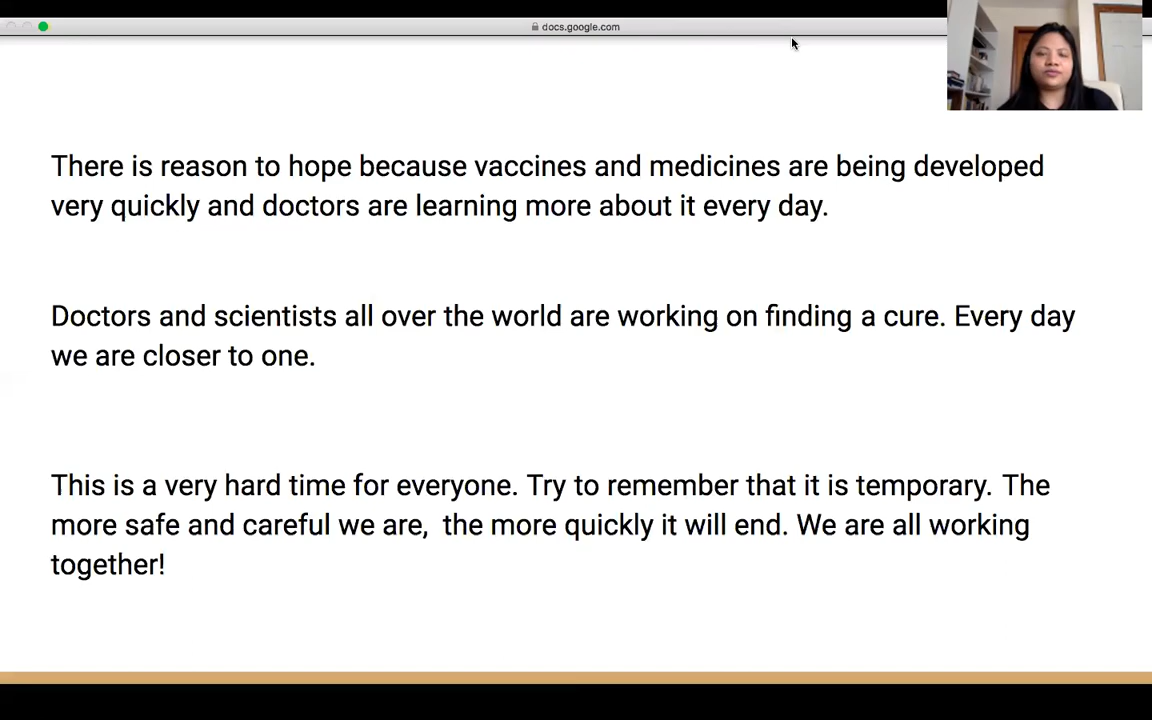 docs.google.com
There is reason to hope because vaccines and medicines are being developed
very quickly and doctors are learning more about it every day.
Doctors and scientists all over the world are working on finding a cure. Every day
we are closer to one.
This is a very hard time for everyone. Try to remember that it is temporary. The
more safe and careful we are,  the more quickly it will end. We are all working
together!